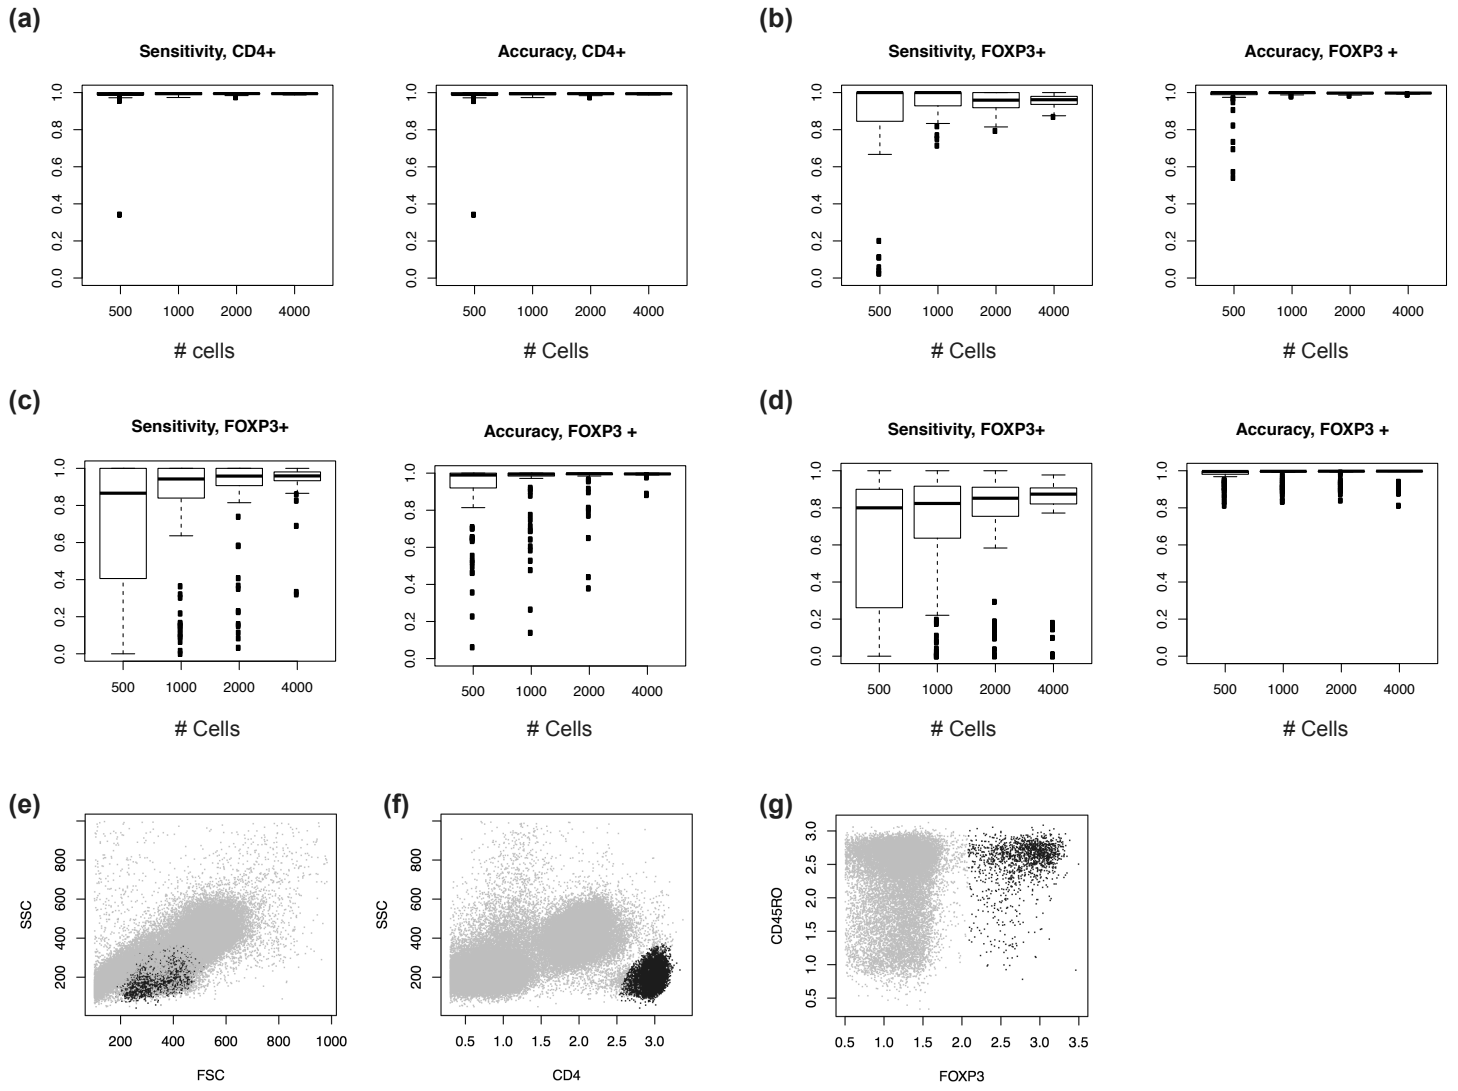 (a)
Sensitivity, CD4+
0.0 0.2 0.4 0.6 0.8 1.0
500 1000 2000 4000
# cells
Accuracy, CD4+
0.0 0.2 0.4 0.6 0.8 1.0
500 1000 2000 4000
# Cells
(b)
Sensitivity, FOXP3+
0.0 0.2 0.4 0.6 0.8 1.0
500 1000 2000 4000
# Cells
Accuracy, FOXP3 +
0.0 0.2 0.4 0.6 0.8 1.0
500 1000 2000 4000
# Cells
(c)
Sensitivity, FOXP3+
0.0 0.2 0.4 0.6 0.8 1.0
500 1000 2000 4000
# Cells
Accuracy, FOXP3 +
0.0 0.2 0.4 0.6 0.8 1.0
500 1000 2000 4000
# Cells
(d)
Sensitivity, FOXP3+
0.0 0.2 0.4 0.6 0.8 1.0
500 1000 2000 4000
# Cells
Accuracy, FOXP3 +
0.0 0.2 0.4 0.6 0.8 1.0
500 1000 2000 4000
# Cells
(e)
SSC
200 400 600 800
200 400 600 800 1000
FSC
(f)
SSC
200 400 600 800
0.5 1.0 1.5 2.0 2.5 3.0
CD4
(g)
CD45RO
0.5 1.0 1.5 2.0 2.5 3.0
0.5 1.0 1.5 2.0 2.5 3.0 3.5
FOXP3